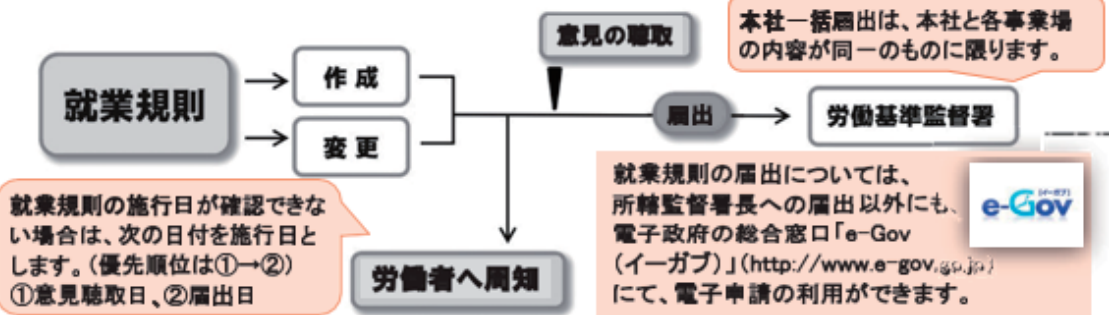 就業規則
作成
変更
意見の聴取
届出
労働基準監督署
本社一括届出は、本社と各事業場
の内容が同一のものに限ります。
就業規則の施行日が確認できな
い場合は、次の日付を施行日と
します。(優先順位は①→②)
①意見聴取日、②届出日
労働者へ周知
就業規則の届出については、
所轄監督署長への届出以外にも、
電子政府の総合窓口「e-Gov
(イーガブ)」(http://www.e-gov.go.jp)
にて、電子申請の利用ができます。
[イーガブ]
e-Gov